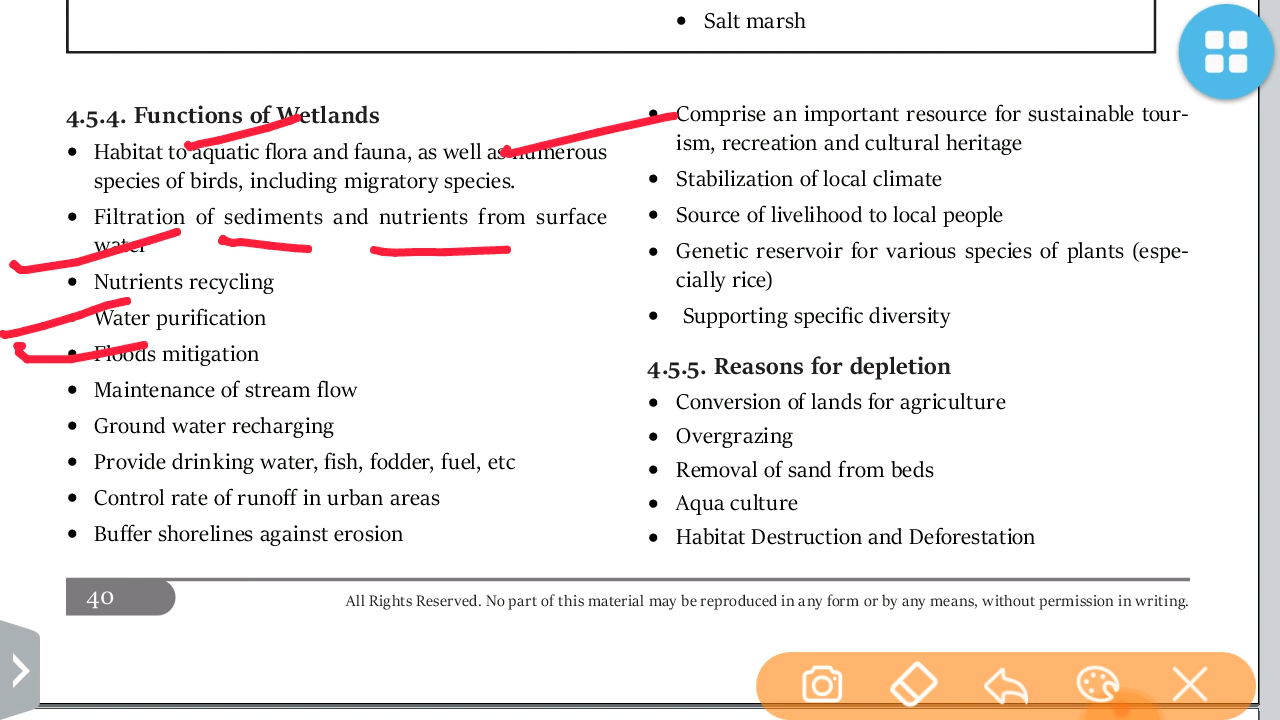 • Salt marsh
4.5.4. Functions of Wetlands
• Habitat to aquatic flora and fauna, as well as numerous
species of birds, including migratory species.
• Filtration of sediments and nutrients from surface
water
• Nutrients recycling
Water purification
• Floods mitigation
• Maintenance of stream flow
• Ground water recharging
• Provide drinking water, fish, fodder, fuel, etc
• Control rate of runoff in urban areas
• Buffer shorelines against erosion
• Comprise an important resource for sustainable tour-
ism, recreation and cultural heritage
• Stabilization of local climate
• Source of livelihood to local people
• Genetic reservoir for various species of plants (espe-
cially rice)
• Supporting specific diversity
4.5.5. Reasons for depletion
• Conversion of lands for agriculture
• Overgrazing
• Removal of sand from beds
• Aqua culture
• Habitat Destruction and Deforestation
40
All Rights Reserved. No part of this material may be reproduced in any form or by any means, without permission in writing.